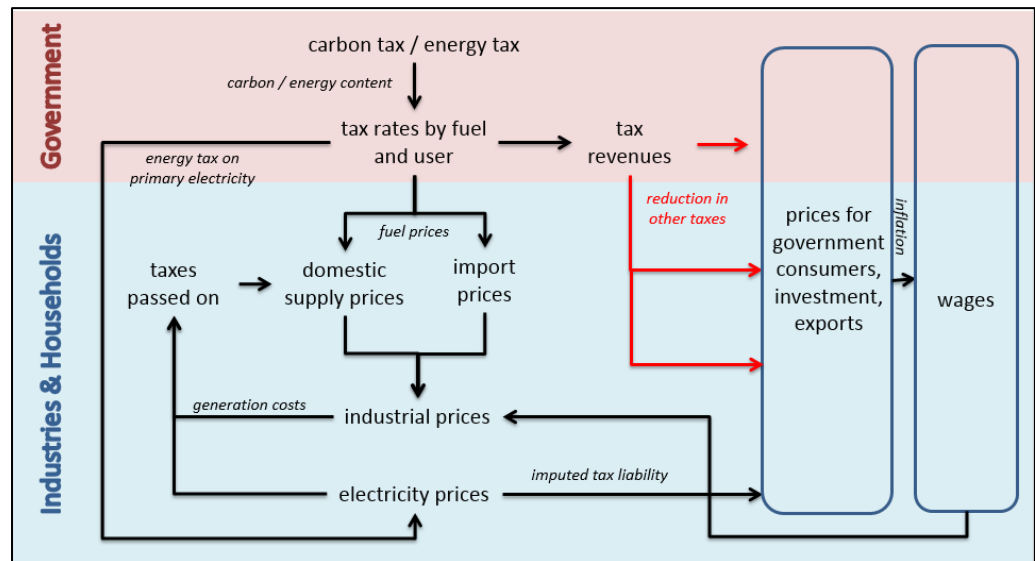 Government
carbon tax / energy tax
carbon / energy content
tax rates by fuel
and user
tax
revenues
energy tax on
primary electricity
reduction in
other taxes
Industries & Households
fuel prices
taxes
passed on
domestic
supply prices
import
prices
prices for
government
consumers,
investment,
exports
inflation
wages
generation costs
industrial prices
electricity prices
imputed tax liability